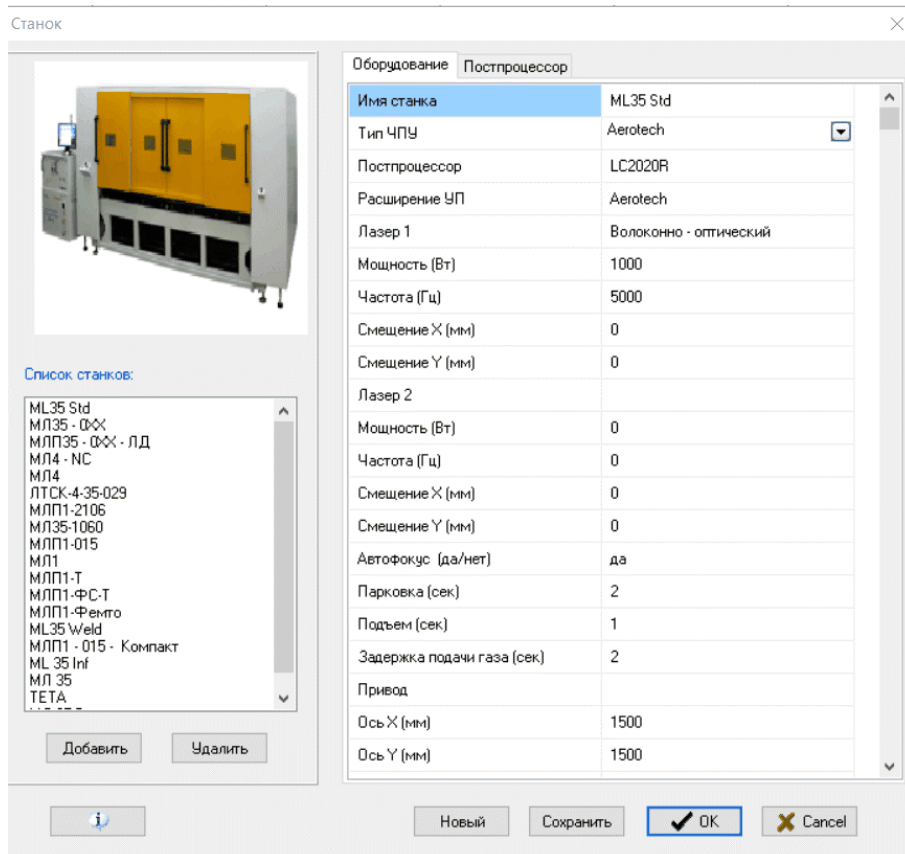 Станок
Оборудование Постпроцессор
Имя станка ML35 Std
Тип ЧПУ Aerotech
Постпроцессор LC2020R
Расширение УП Aerotech
Лазер 1 Волоконно - оптический
Мощность (Вт) 1000
Частота (Гц) 5000
Смещение X (мм) 0
Смещение Y (мм) 0
Лазер 2
Мощность (Вт) 0
Частота (Гц) 0
Смещение X (мм) 0
Смещение Y (мм) 0
Автофокус (да/нет) да
Парковка (сек) 2
Подъем (сек) 1
Задержка подачи газа (сек) 2
Привод
Ось X (мм) 1500
Ось Y (мм) 1500
Список станков:
ML35 Std
МЛ35 - 0XX
МЛП35 - 0XX - ЛД
МЛ4 - NC
МЛ4
ЛТСК-4-35-029
МЛП1-2106
МЛ35-1060
МЛП1-015
МЛ1
МЛП1-Т
МЛП1-ФС-Т
МЛП1-Фемто
ML35 Weld
МЛП1 - 015 - Компакт
ML 35 Inf
МЛ 35
ТЕТА
Добавить Удалить
Новый Сохранить OK Cancel